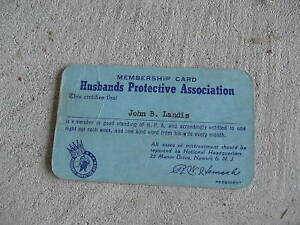 MEMBERSHIP CARD
Husbands Protective Association
This certifies that
John B. Landis
is a member in good standing of H. P. A. and accordingly entitled to one
night out each week, and one kind word from his wife every month.
All cases of mistreatment should be
reported to National Headquarters
22 Manor Drive, Newark 6, N. J.
PRESIDENT